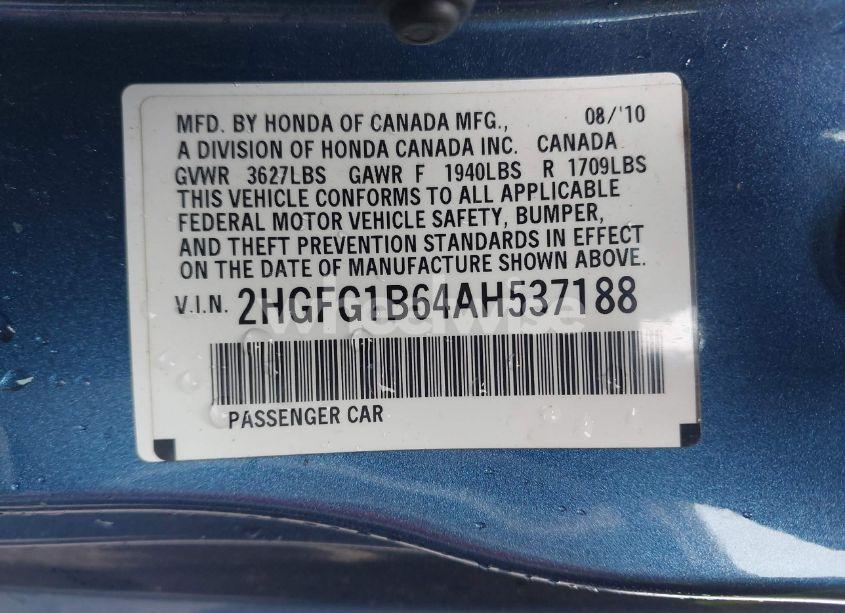 MFD. BY HONDA OF CANADA MFG., 08/'10
A DIVISION OF HONDA CANADA INC. CANADA
GVWR 3627LBS GAWR F 1940LBS R 1709LBS
THIS VEHICLE CONFORMS TO ALL APPLICABLE
FEDERAL MOTOR VEHICLE SAFETY, BUMPER,
AND THEFT PREVENTION STANDARDS IN EFFECT
ON THE DATE OF MANUFACTURE SHOWN ABOVE.
V.I.N. 2HGFG1B64AH537188
wreckwise
PASSENGER CAR